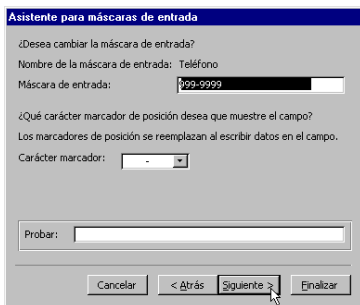 Asistente para máscaras de entrada
¿Desea cambiar la máscara de entrada?
Nombre de la máscara de entrada: Teléfono
Máscara de entrada: 999-9999
¿Qué carácter marcador de posición desea que muestre el campo?
Los marcadores de posición se reemplazan al escribir datos en el campo.
Carácter marcador: -
Probar:
Cancelar < Atrás Siguiente > Finalizar